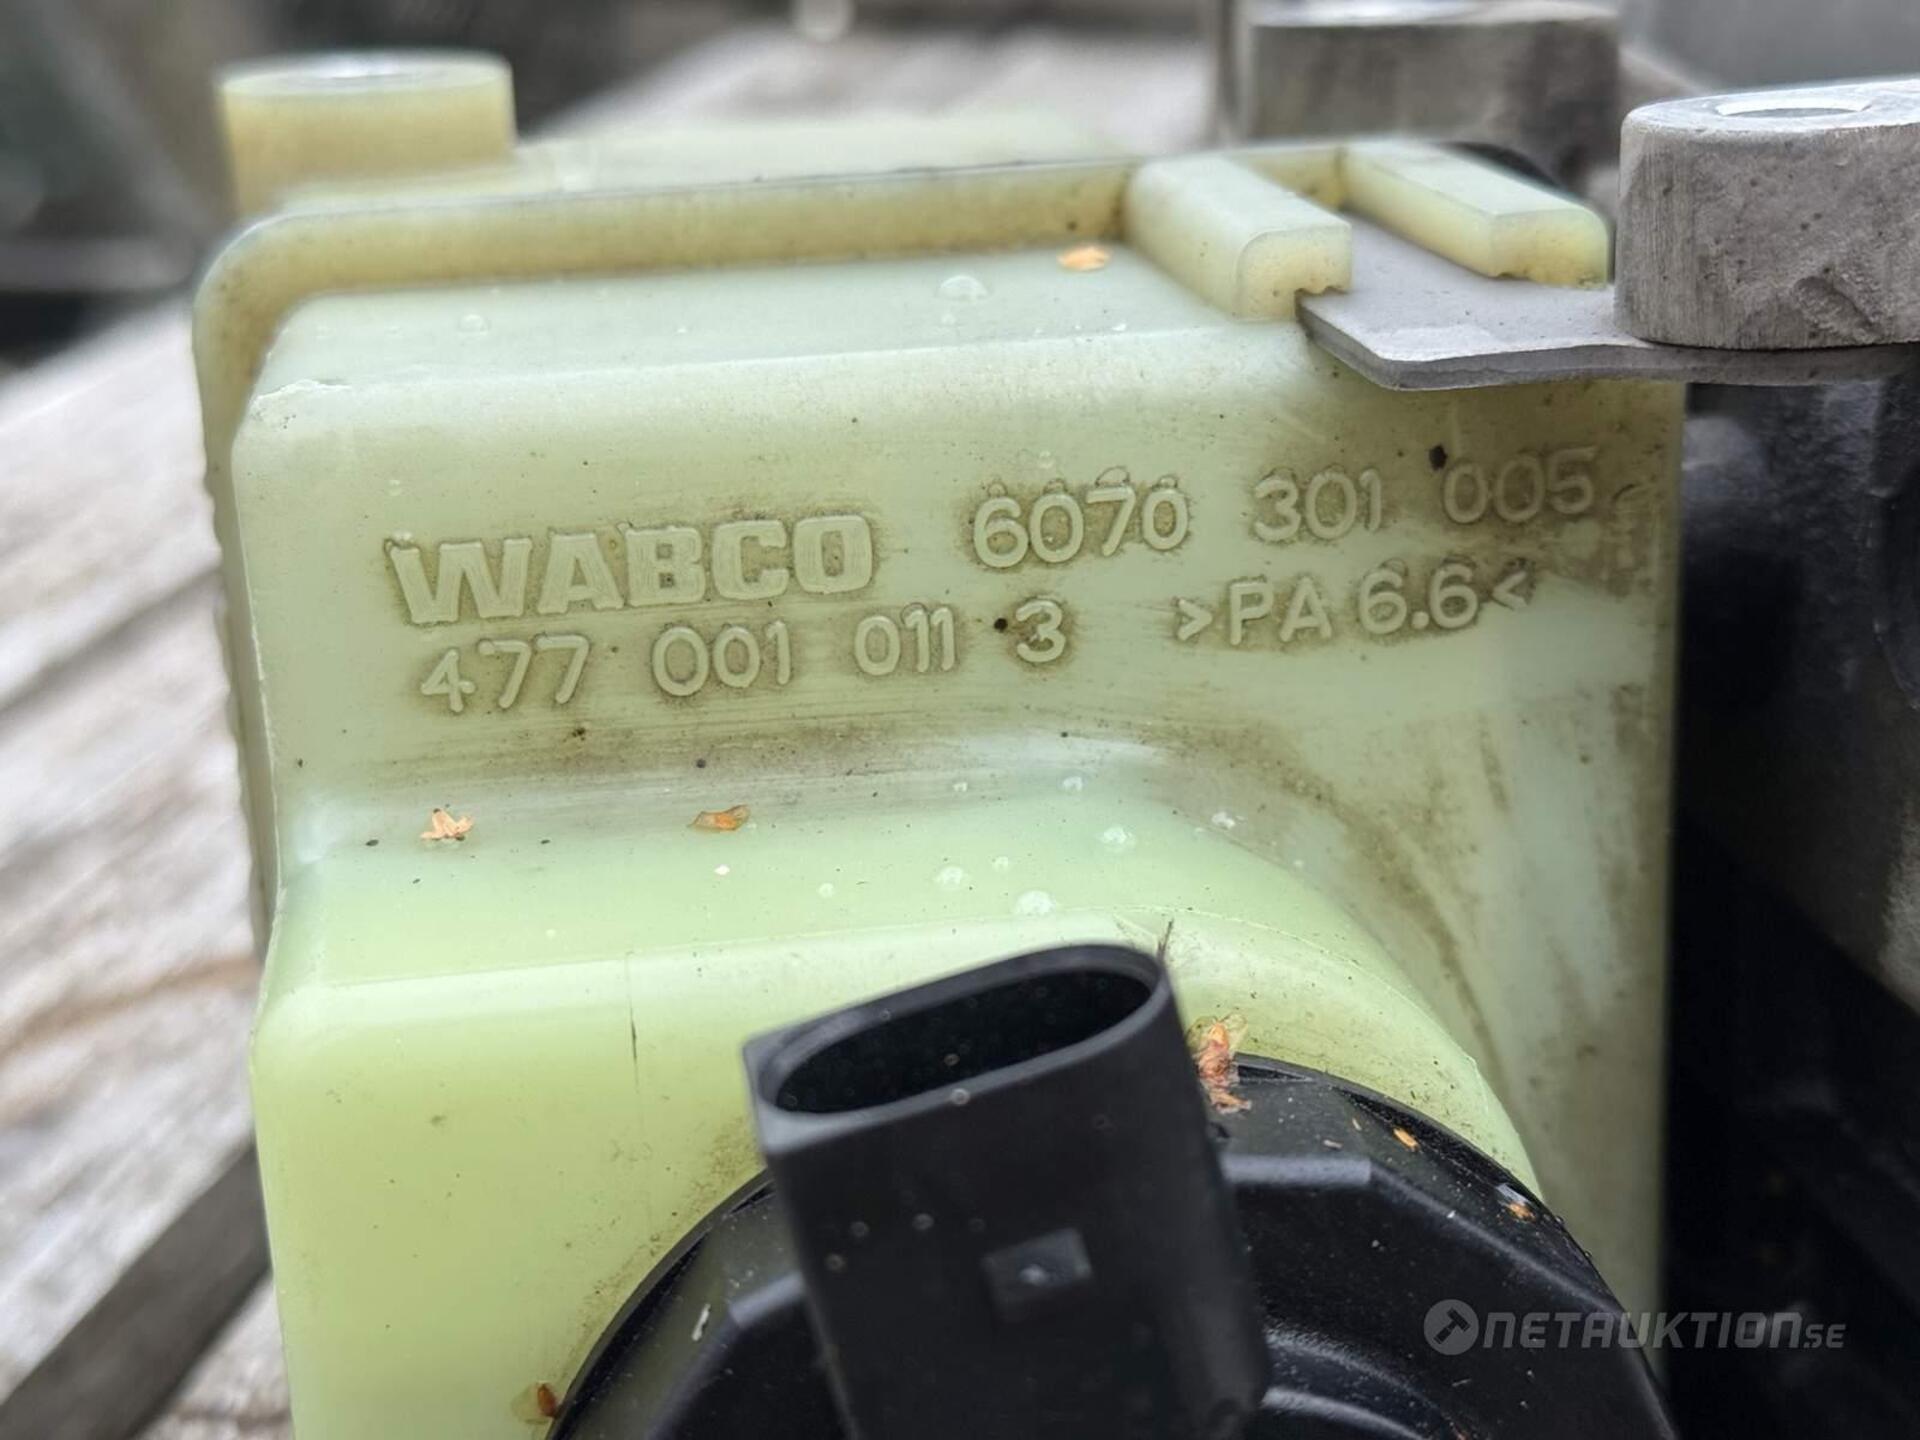 WABCO 6070 301 005
477 001 011 3 >PA 6.6<
NETAUKTION.SE